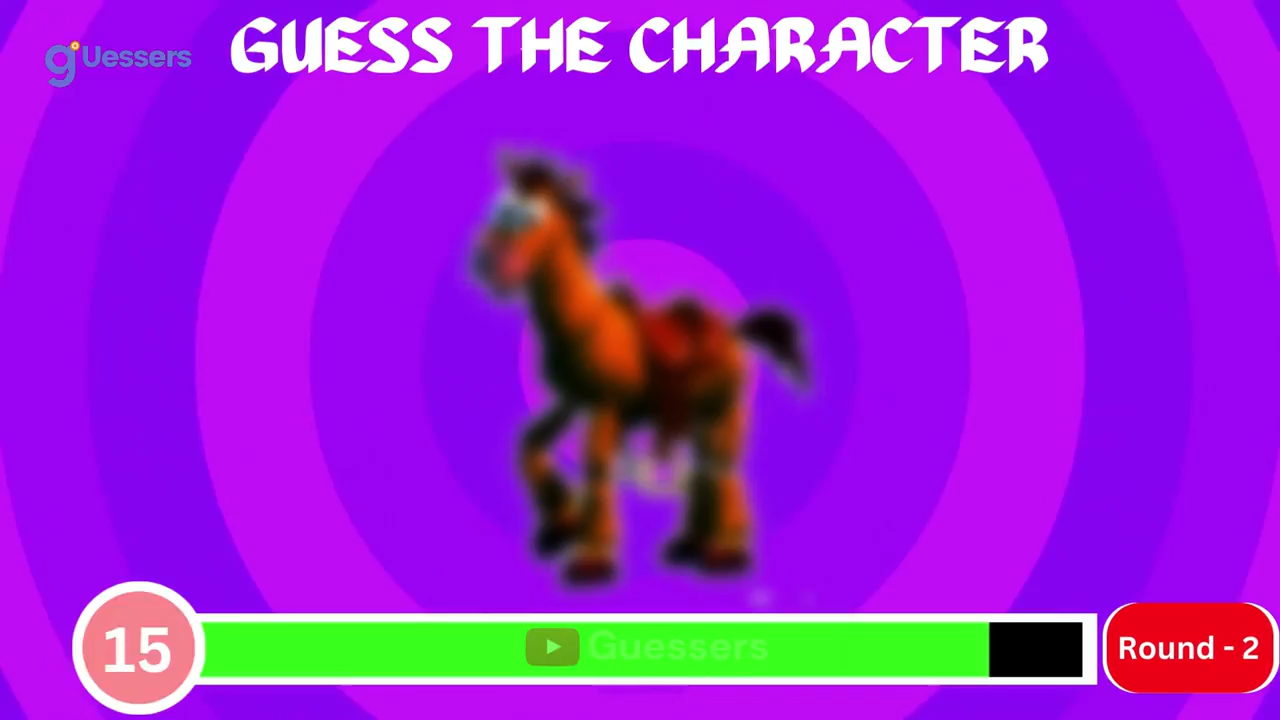 gUessers
GUESS THE CHARACTER
15
Guessers
Round - 2